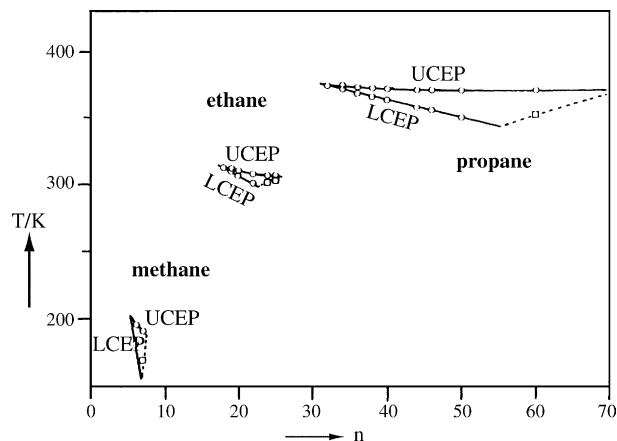 400
UCEP
ethane
LCEP
UCEP
propane
300
LCEP
T/K
methane
200
UCEP
LCEP
0
10
20
30
40
50
60
70
n